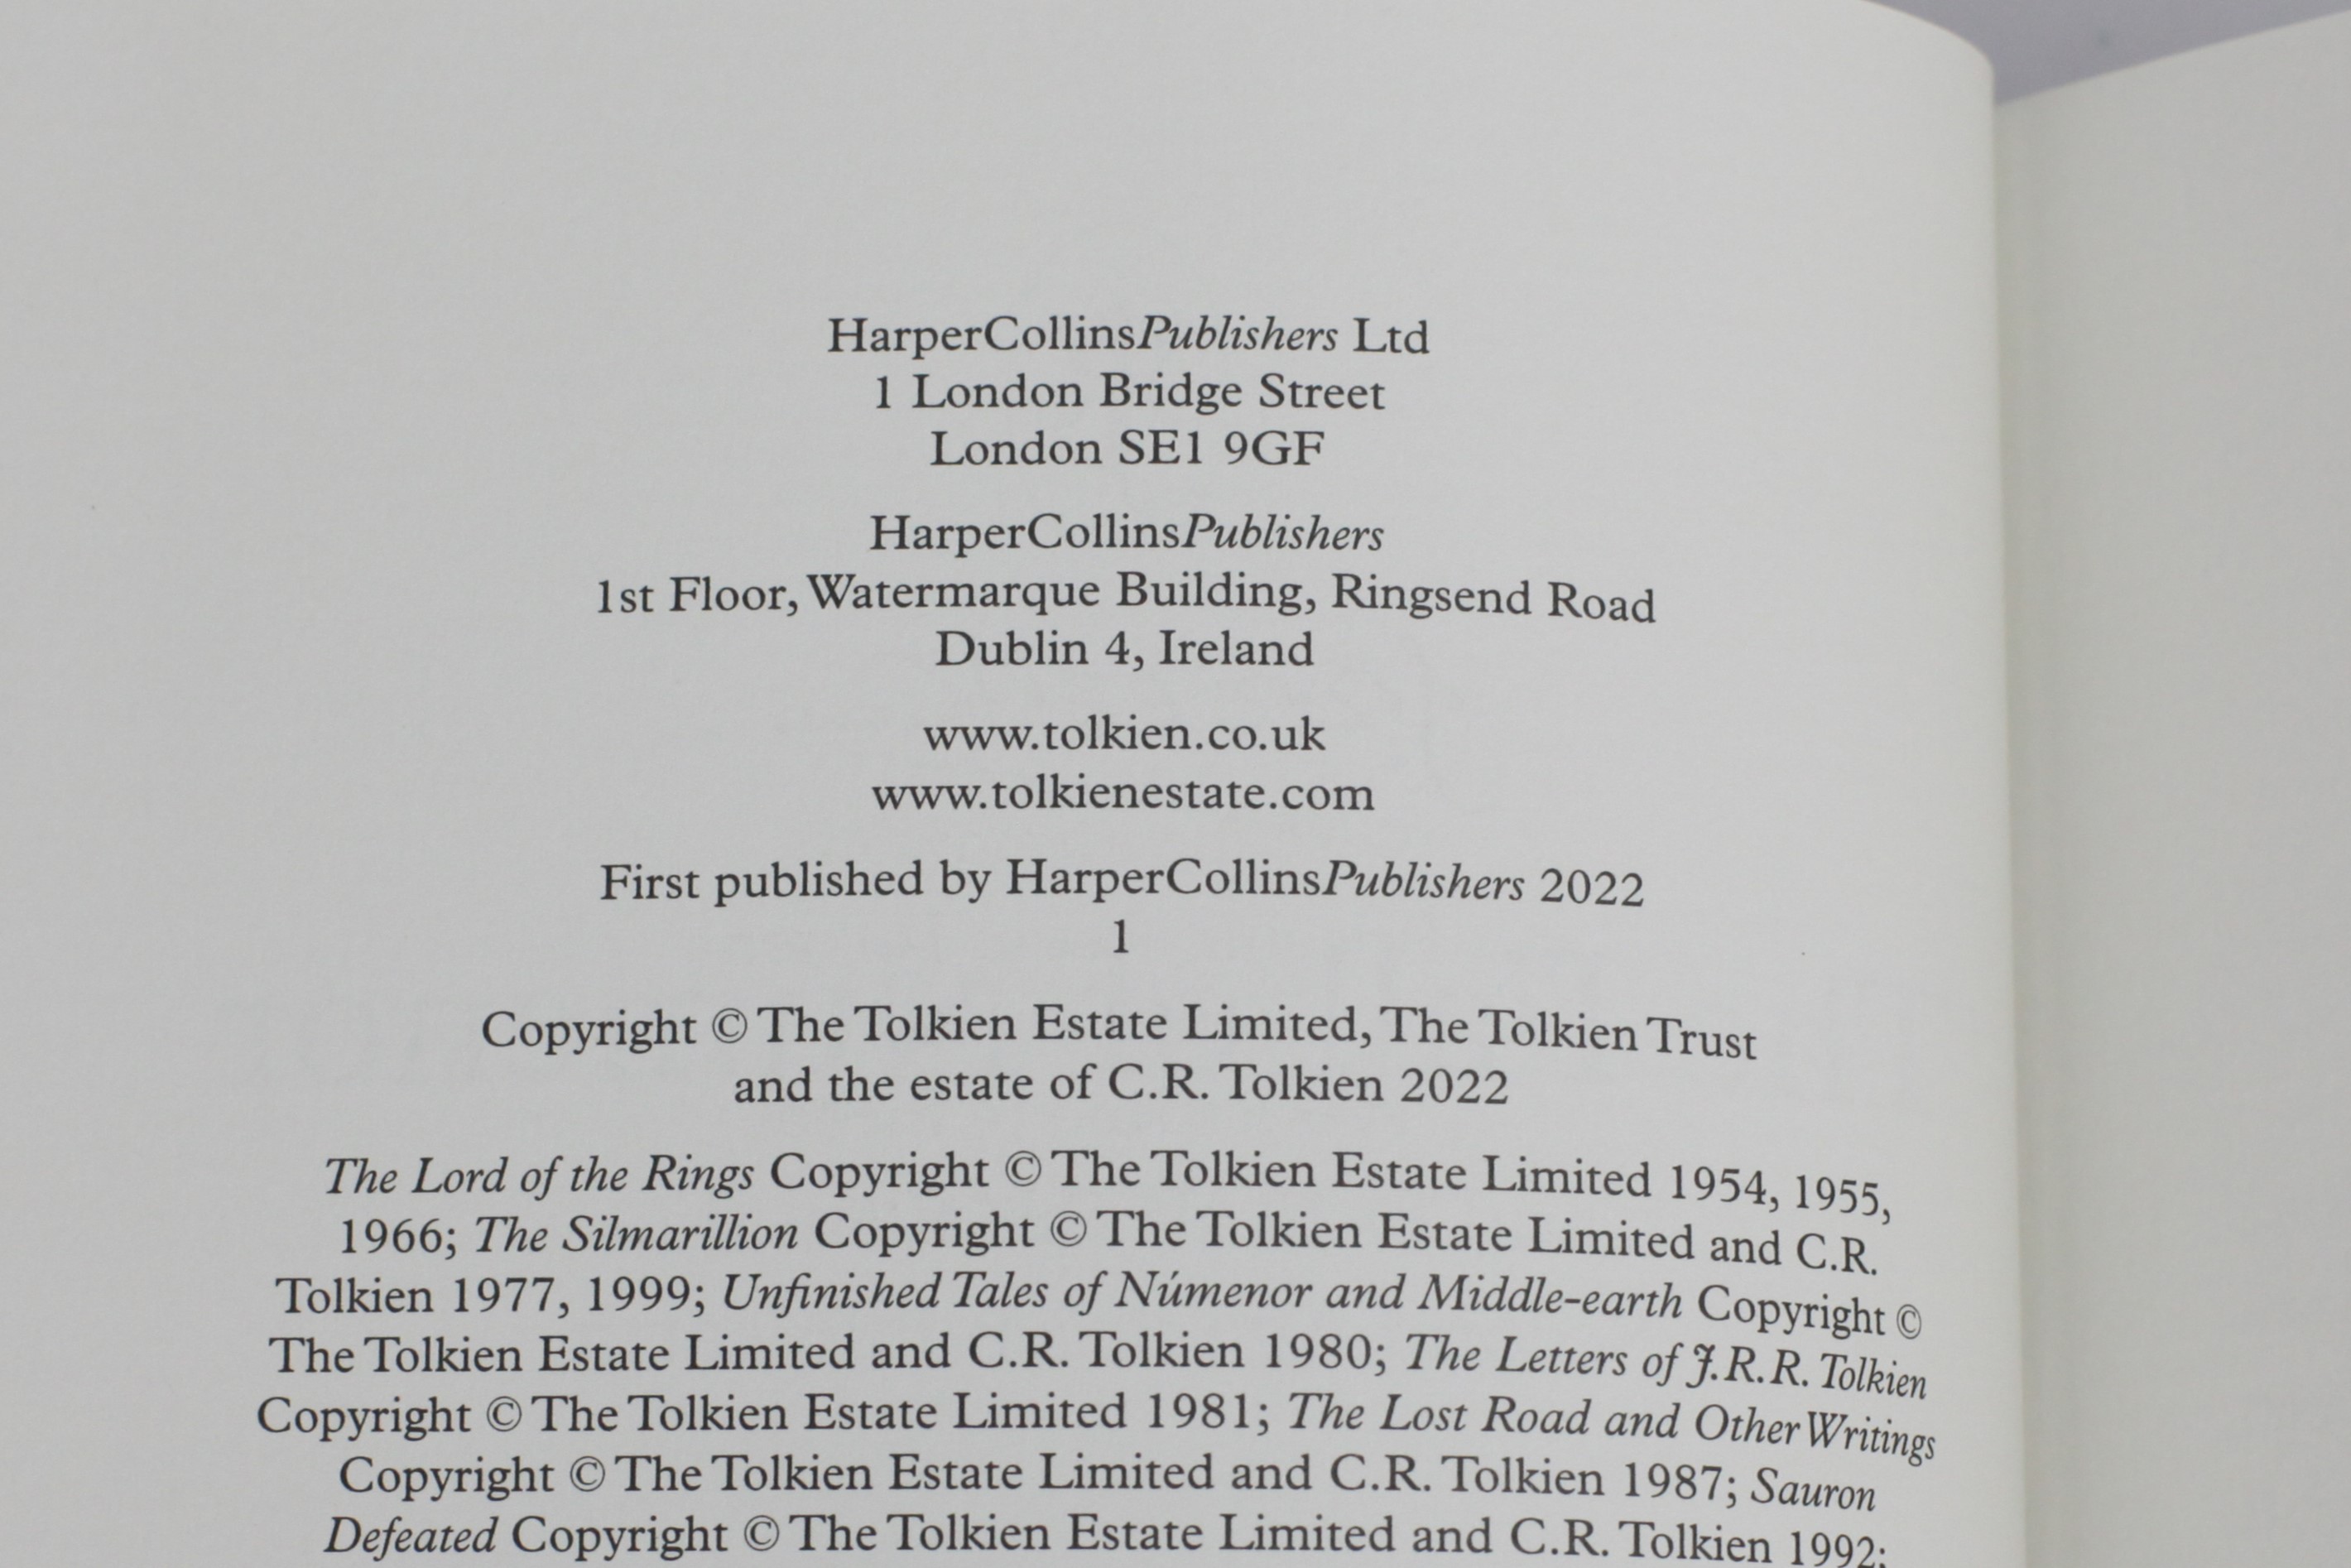 HarperCollinsPublishers Ltd
1 London Bridge Street
London SE1 9GF
HarperCollinsPublishers
1st Floor, Watermarque Building, Ringsend Road
Dublin 4, Ireland
www.tolkien.co.uk
www.tolkienestate.com
First published by HarperCollinsPublishers 2022
1
Copyright © The Tolkien Estate Limited, The Tolkien Trust
and the estate of C.R. Tolkien 2022
The Lord of the Rings Copyright © The Tolkien Estate Limited 1954, 1955,
1966; The Silmarillion Copyright © The Tolkien Estate Limited and C.R.
Tolkien 1977, 1999; Unfinished Tales of Númenor and Middle-earth Copyright ©
The Tolkien Estate Limited and C.R. Tolkien 1980; The Letters of J.R.R. Tolkien
Copyright © The Tolkien Estate Limited 1981; The Lost Road and Other Writings
Copyright © The Tolkien Estate Limited and C.R. Tolkien 1987; Sauron
Defeated Copyright © The Tolkien Estate Limited and C.R. Tolkien 1992;